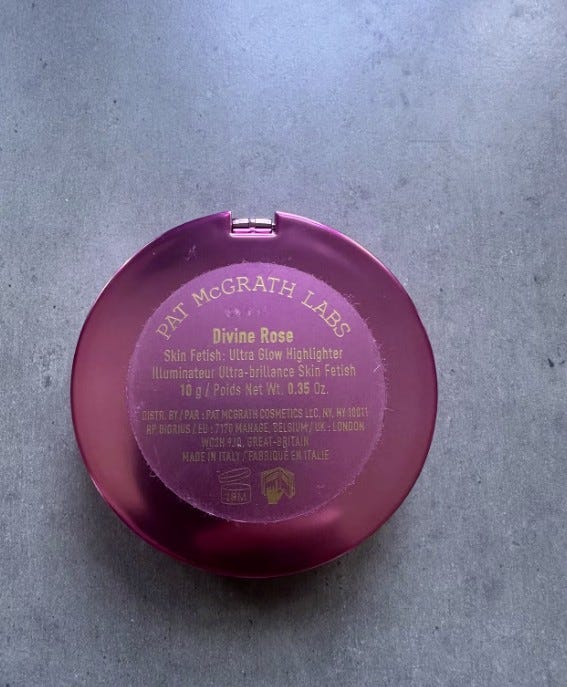 PAT McGRATH LABS
Divine Rose
Skin Fetish: Ultra Glow Highlighter
Illuminateur Ultra-brillance Skin Fetish
10 g / Poids Net Wt. 0.35 Oz.
DISTR. BY / PAR : PAT MCGRATH COSMETICS LLC, NY, NY 10011
RP BIORIUS / EU : 7170 MANAGE, BELGIUM / UK : LONDON
WC2H 9JQ, GREAT-BRITAIN
MADE IN ITALY / FABRIQUÉ EN ITALIE
18M